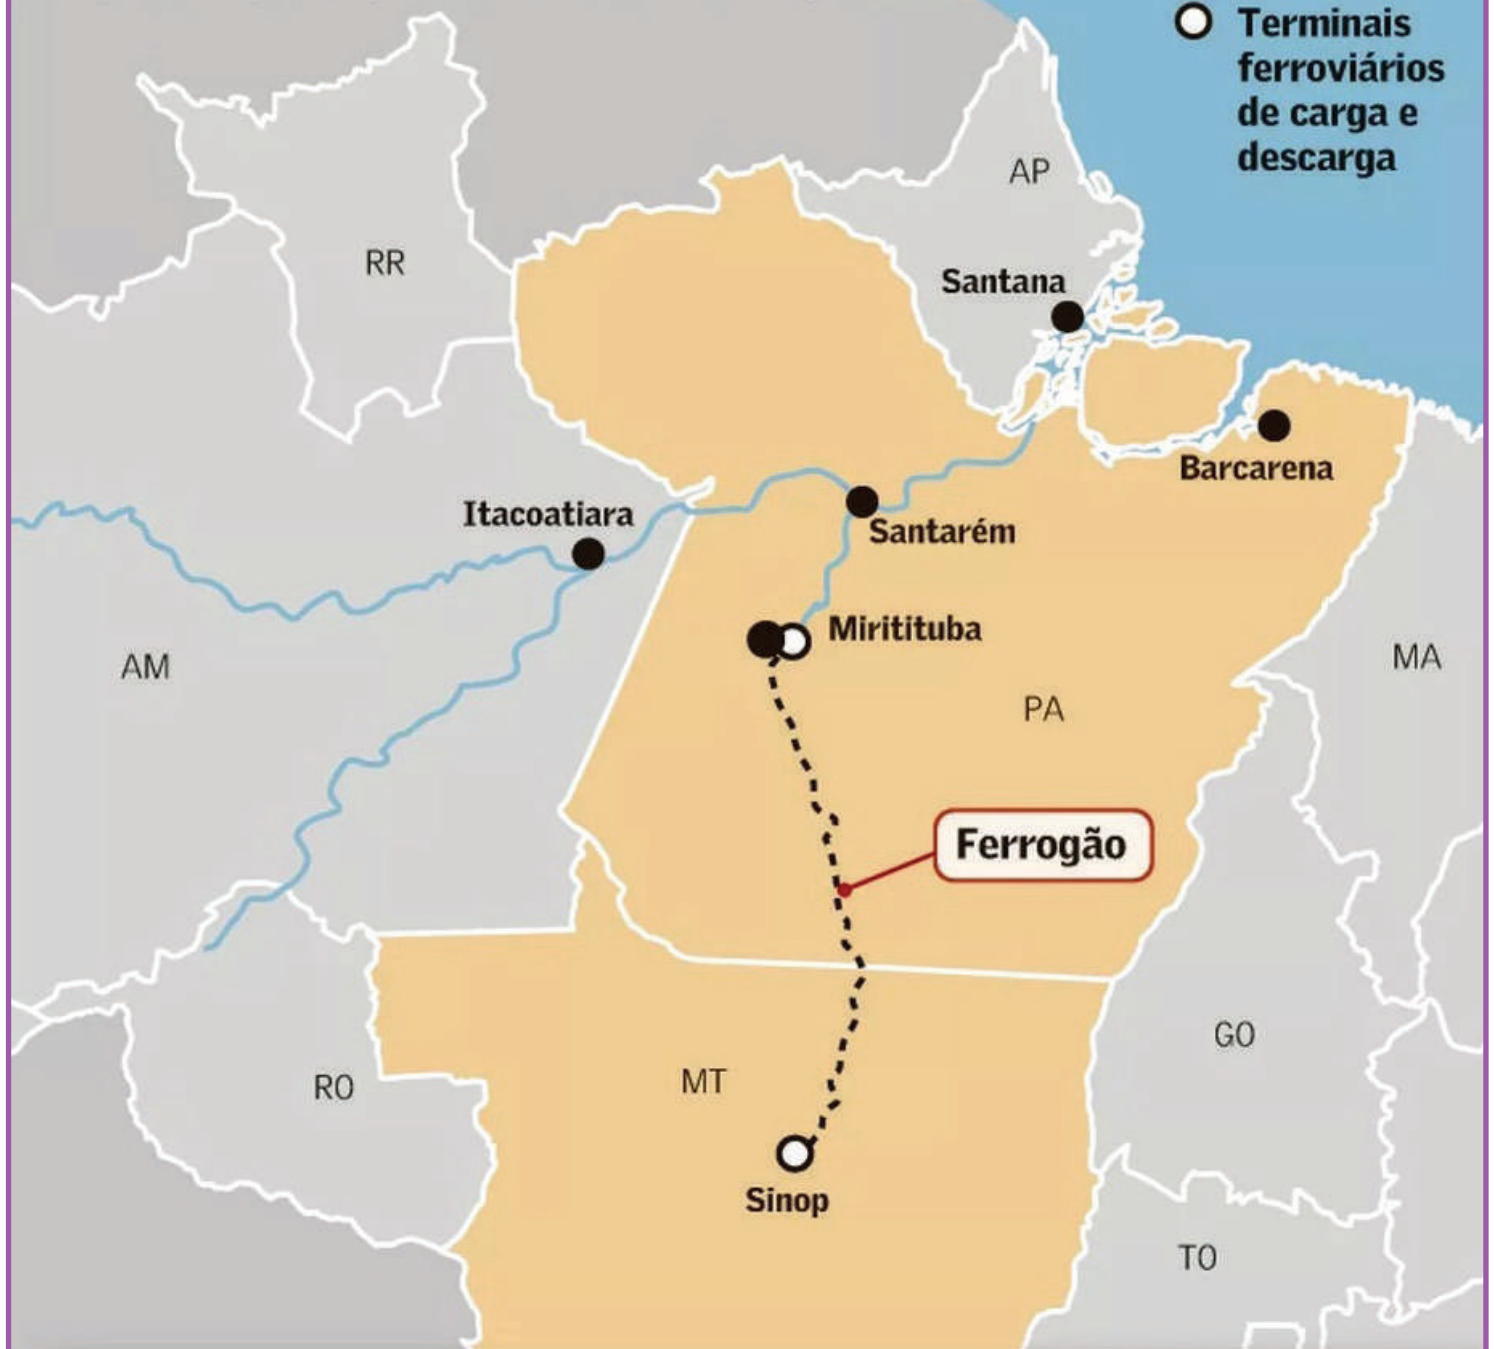 Terminais
ferroviários
de carga e
descarga
AP
RR
Santana
Barcarena
Itacoatiara
Santarém
Miritituba
AM
MA
PA
Ferrogão
GO
MT
RO
Sinop
TO